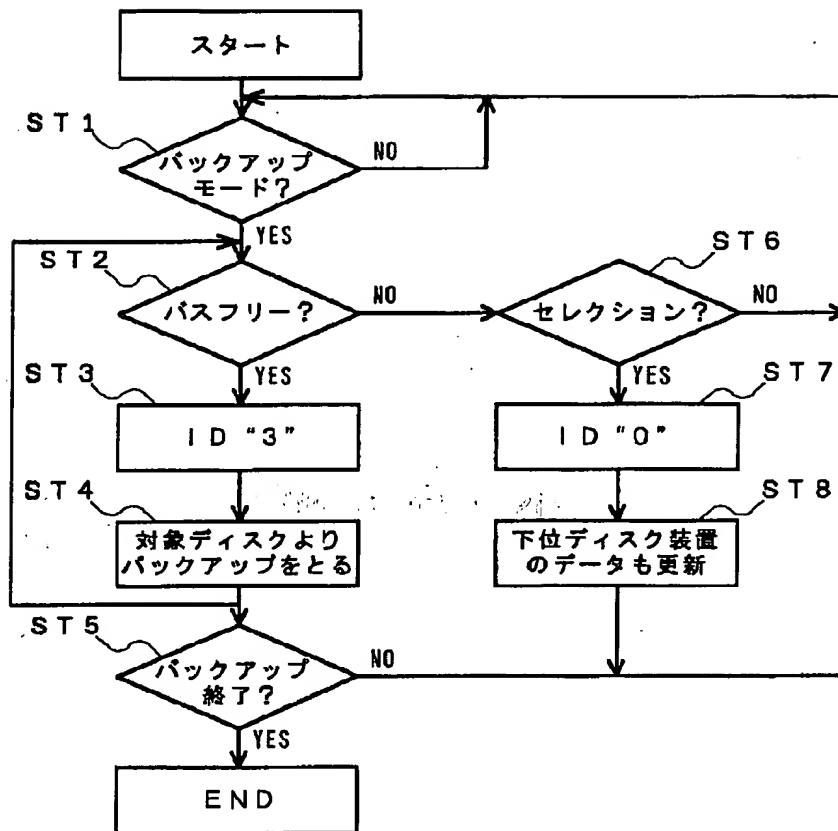 スタート
ST1
バックアップ
モード?
NO
YES
ST2
バスフリー?
NO
ST6
セレクション?
NO
YES
YES
ST3
ID "3"
ST7
ID "0"
ST4
対象ディスクより
バックアップをとる
ST8
下位ディスク装置
のデータも更新
ST5
バックアップ
終了?
NO
YES
END